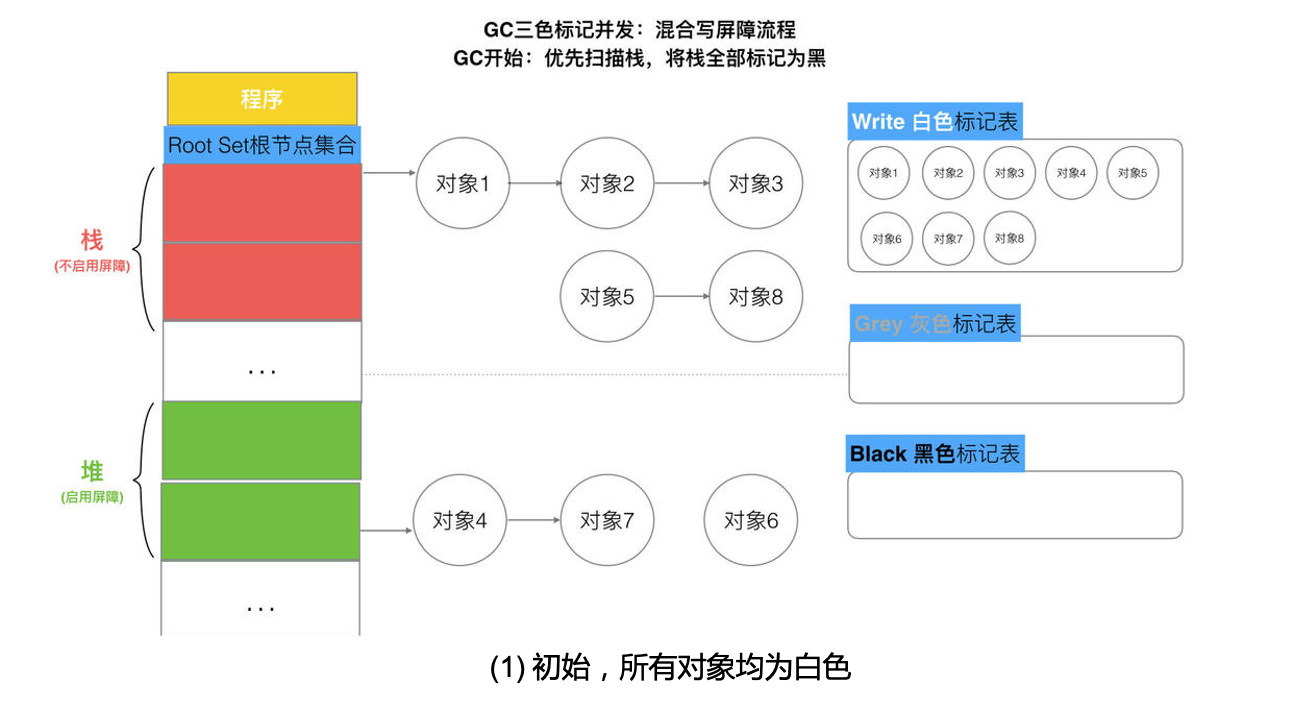 GC三色标记并发：混合写屏障流程
GC开始：优先扫描栈，将栈全部标记为黑
程序
Root Set根节点集合
栈
(不启用屏障)
...
堆
(启用屏障)
...
对象1
对象2
对象3
对象5
对象8
对象4
对象7
对象6
Write 白色标记表
对象1
对象2
对象3
对象4
对象5
对象6
对象7
对象8
Grey 灰色标记表
Black 黑色标记表
(1) 初始，所有对象均为白色